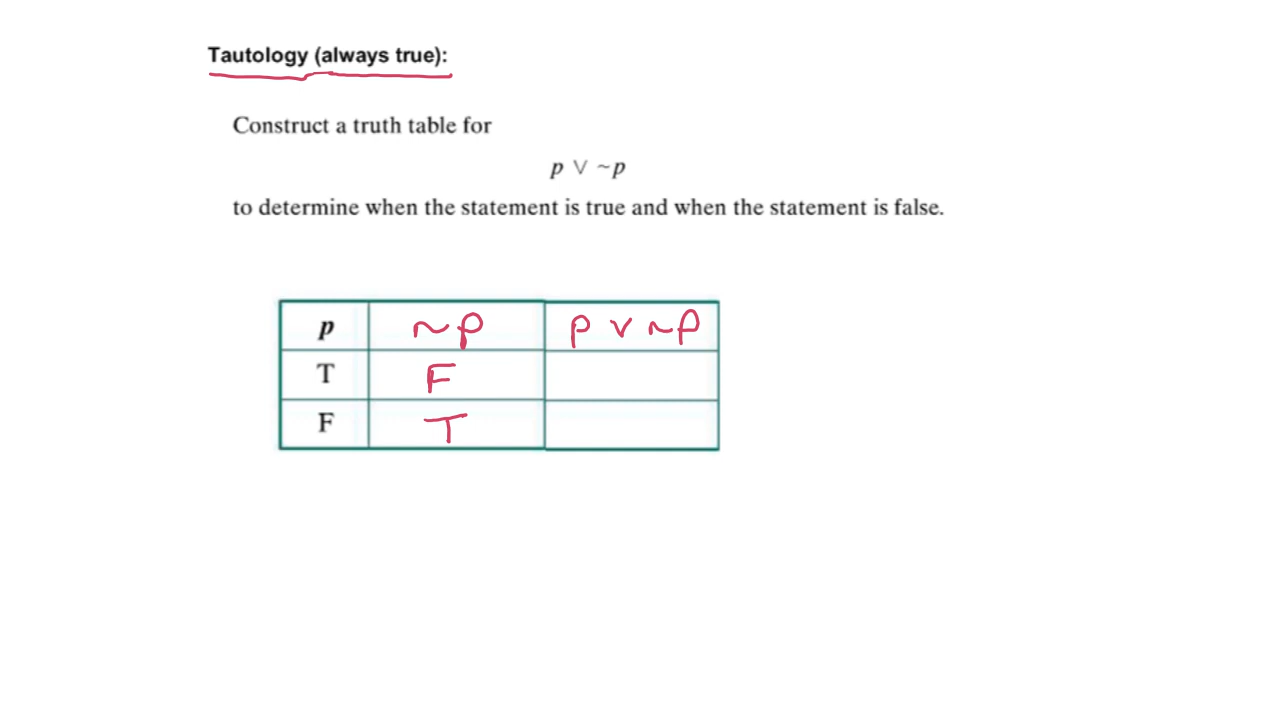 Tautology (always true):
Construct a truth table for
p ∨ ~p
to determine when the statement is true and when the statement is false.
p ~p p ∨ ~p
T F
F T